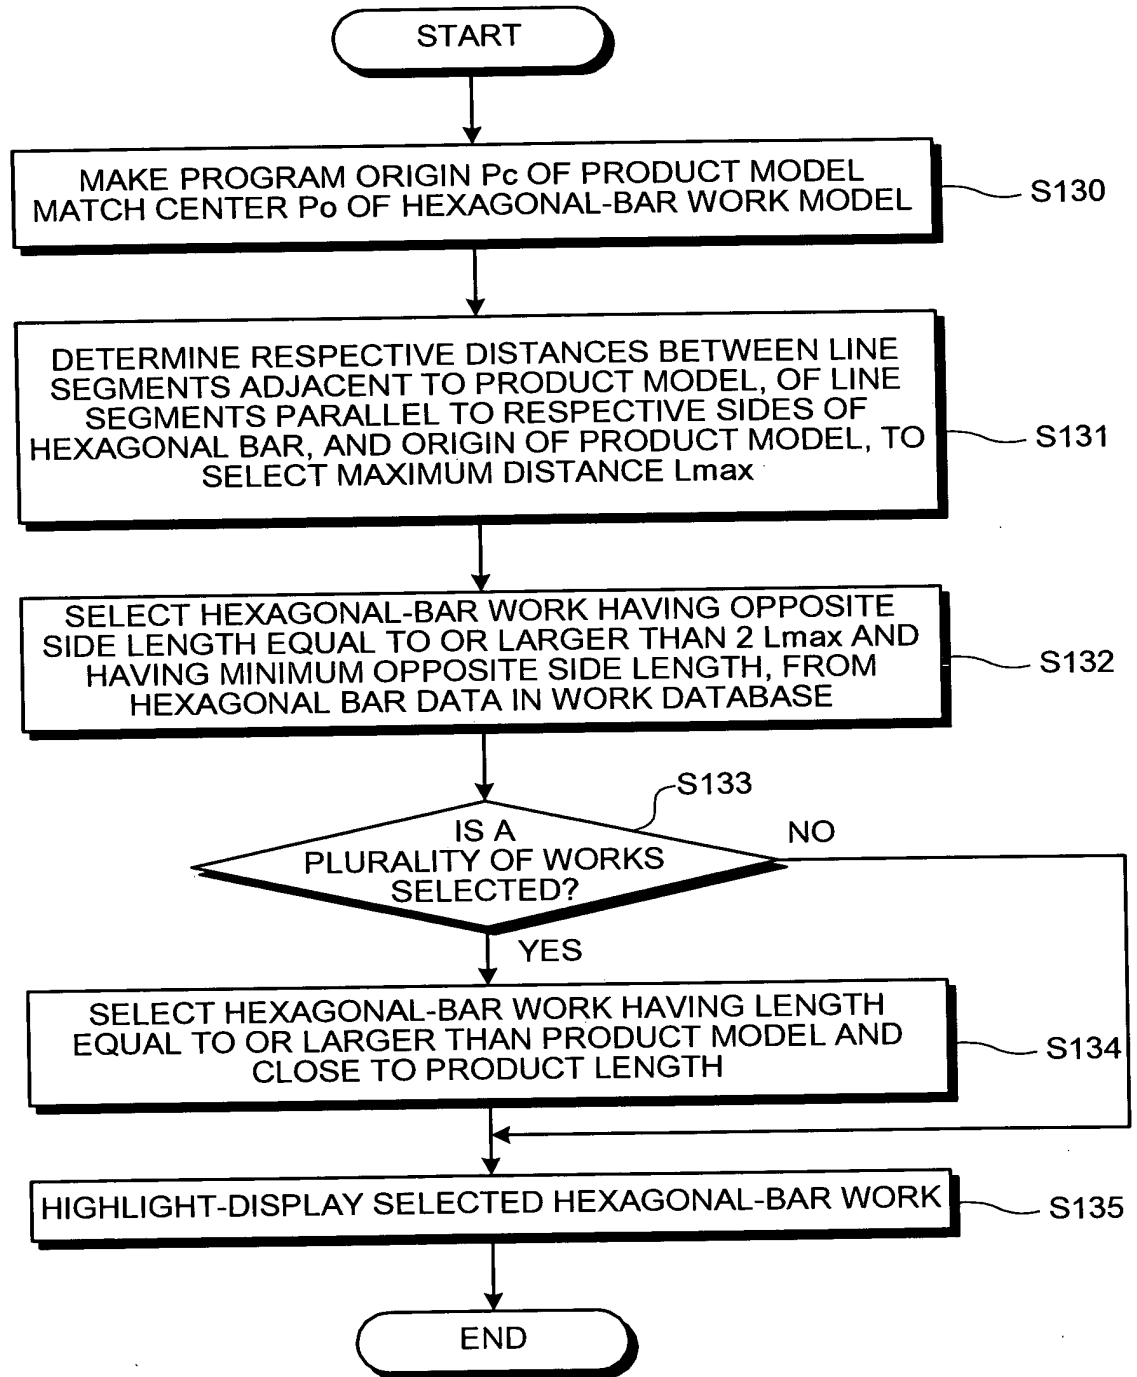 START
MAKE PROGRAM ORIGIN Pc OF PRODUCT MODEL
MATCH CENTER Po OF HEXAGONAL-BAR WORK MODEL
S130
DETERMINE RESPECTIVE DISTANCES BETWEEN LINE
SEGMENTS ADJACENT TO PRODUCT MODEL, OF LINE
SEGMENTS PARALLEL TO RESPECTIVE SIDES OF
HEXAGONAL BAR, AND ORIGIN OF PRODUCT MODEL, TO
SELECT MAXIMUM DISTANCE Lmax
S131
SELECT HEXAGONAL-BAR WORK HAVING OPPOSITE
SIDE LENGTH EQUAL TO OR LARGER THAN 2 Lmax AND
HAVING MINIMUM OPPOSITE SIDE LENGTH, FROM
HEXAGONAL BAR DATA IN WORK DATABASE
S132
S133
IS A
PLURALITY OF WORKS
SELECTED?
NO
YES
SELECT HEXAGONAL-BAR WORK HAVING LENGTH
EQUAL TO OR LARGER THAN PRODUCT MODEL AND
CLOSE TO PRODUCT LENGTH
S134
HIGHLIGHT-DISPLAY SELECTED HEXAGONAL-BAR WORK
S135
END